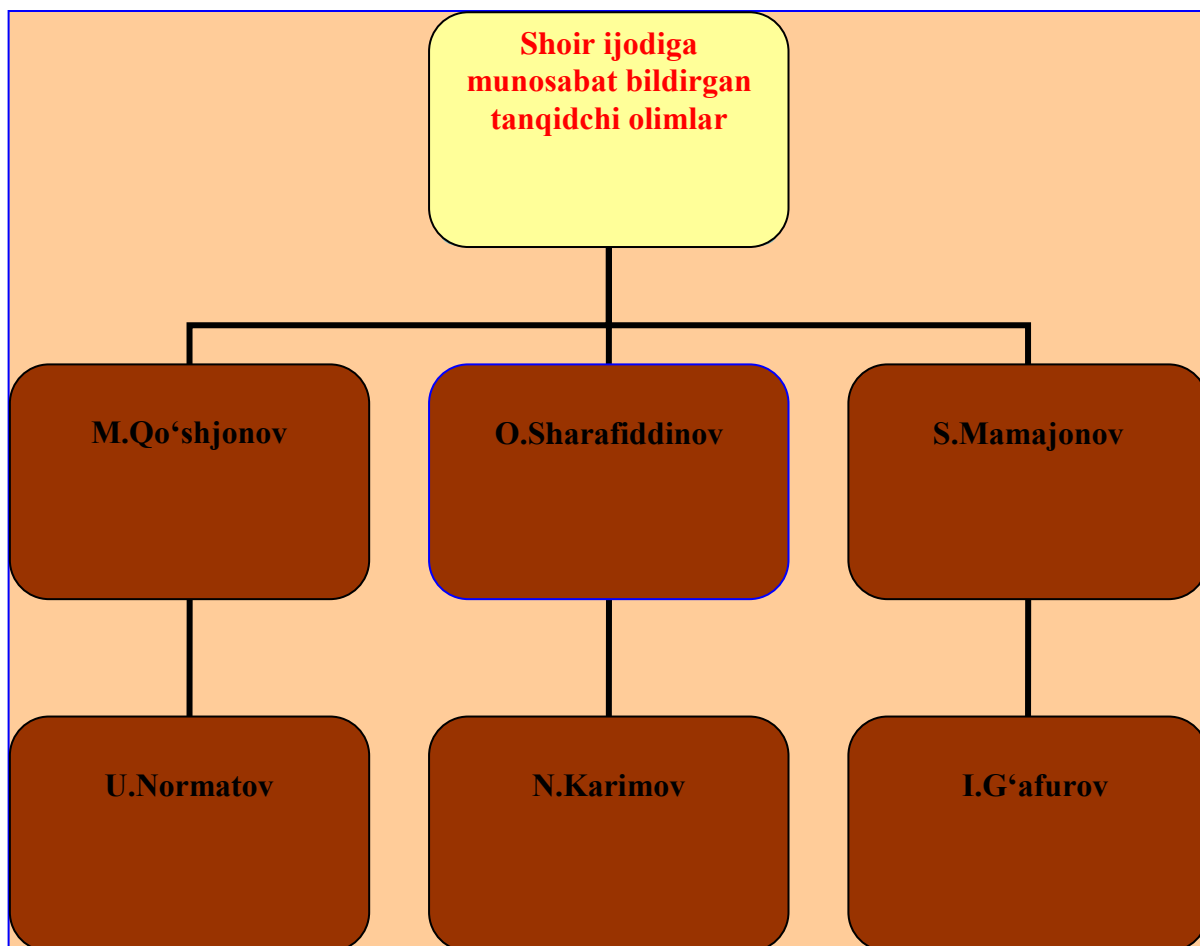 Shoir ijodiga
munosabat bildirgan
tanqidchi olimlar
M.Qo‘shjonov
O.Sharafiddinov
S.Mamajonov
U.Normatov
N.Karimov
I.G‘afurov